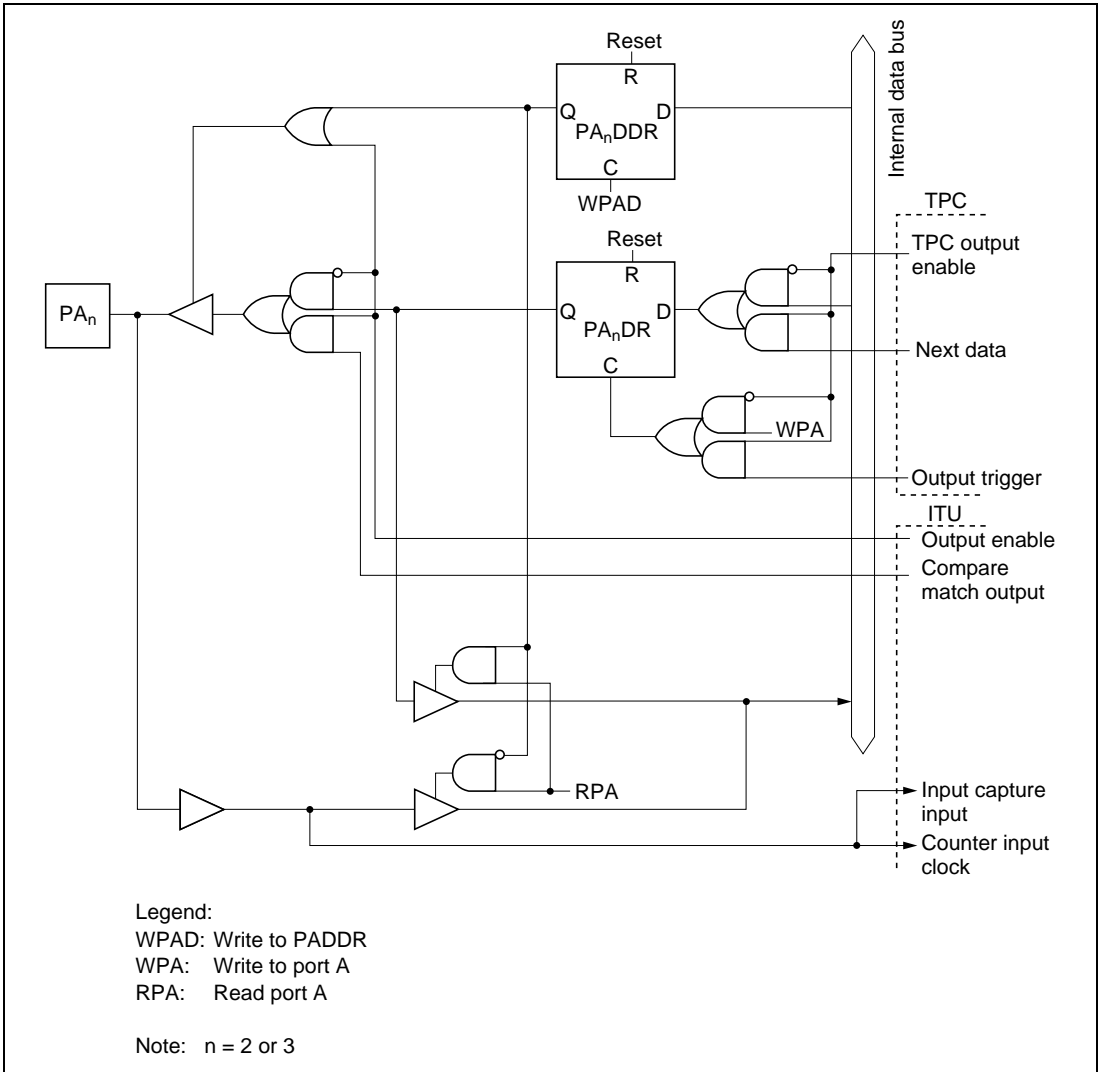 Reset
R
Q
D
PAnDDR
C
WPAD
Internal data bus
TPC
TPC output
enable
Reset
R
Q
D
PAnDR
C
PAn
Next data
WPA
Output trigger
ITU
Output enable
Compare
match output
RPA
Input capture
input
Counter input
clock
Legend:
WPAD: Write to PADDR
WPA: Write to port A
RPA: Read port A
Note: n = 2 or 3